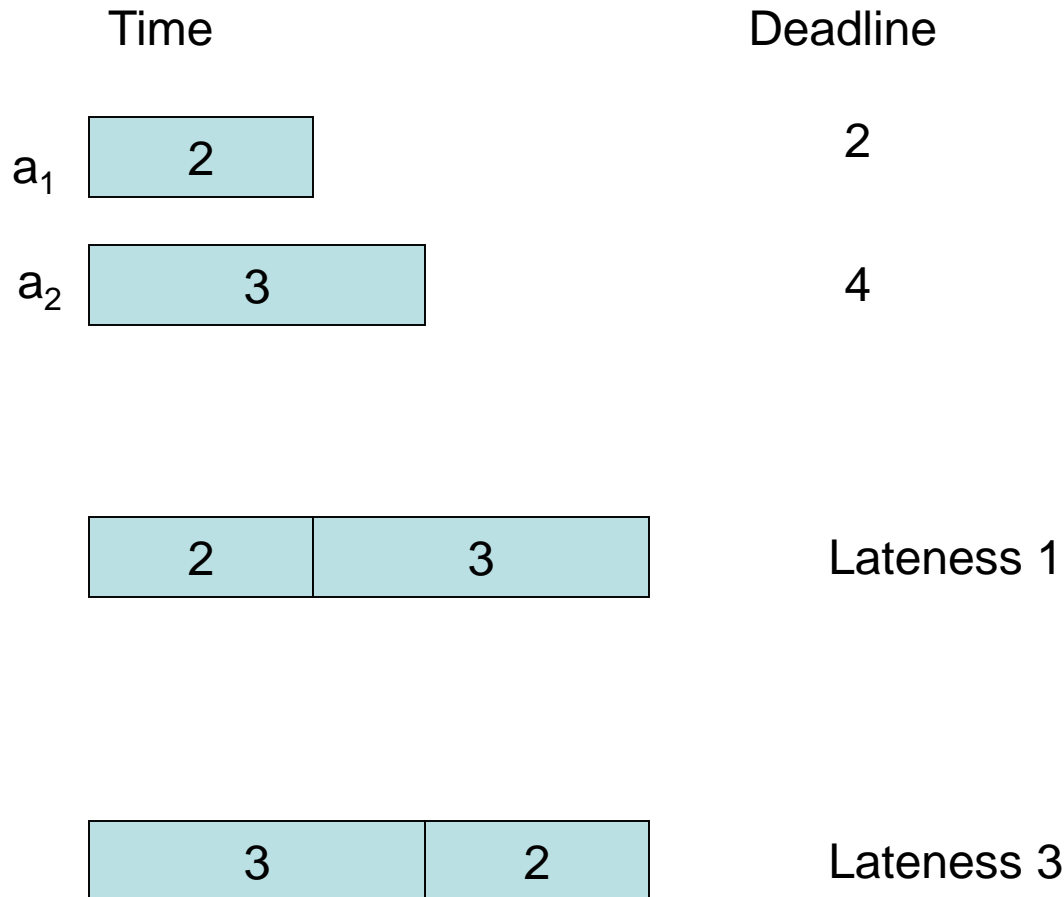 Time Deadline
a₁ 2 2
a₂ 3 4
2 3 Lateness 1
3 2 Lateness 3